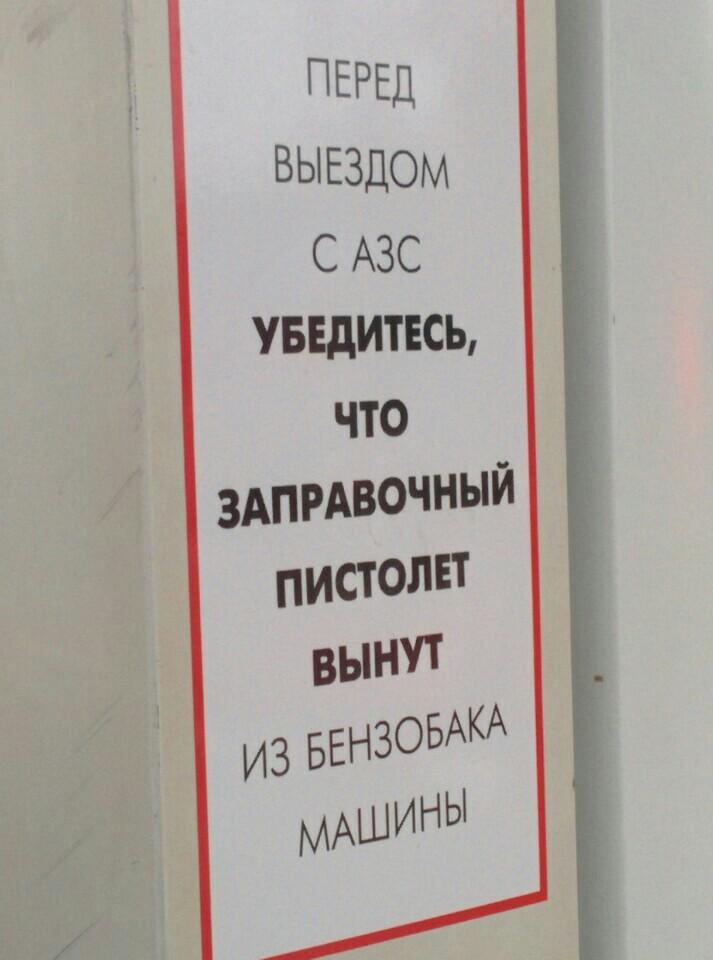 ПЕРЕД
ВЫЕЗДОМ
С АЗС
УБЕДИТЕСЬ,
ЧТО
ЗАПРАВОЧНЫЙ
ПИСТОЛЕТ
ВЫНУТ
ИЗ БЕНЗОБАКА
МАШИНЫ